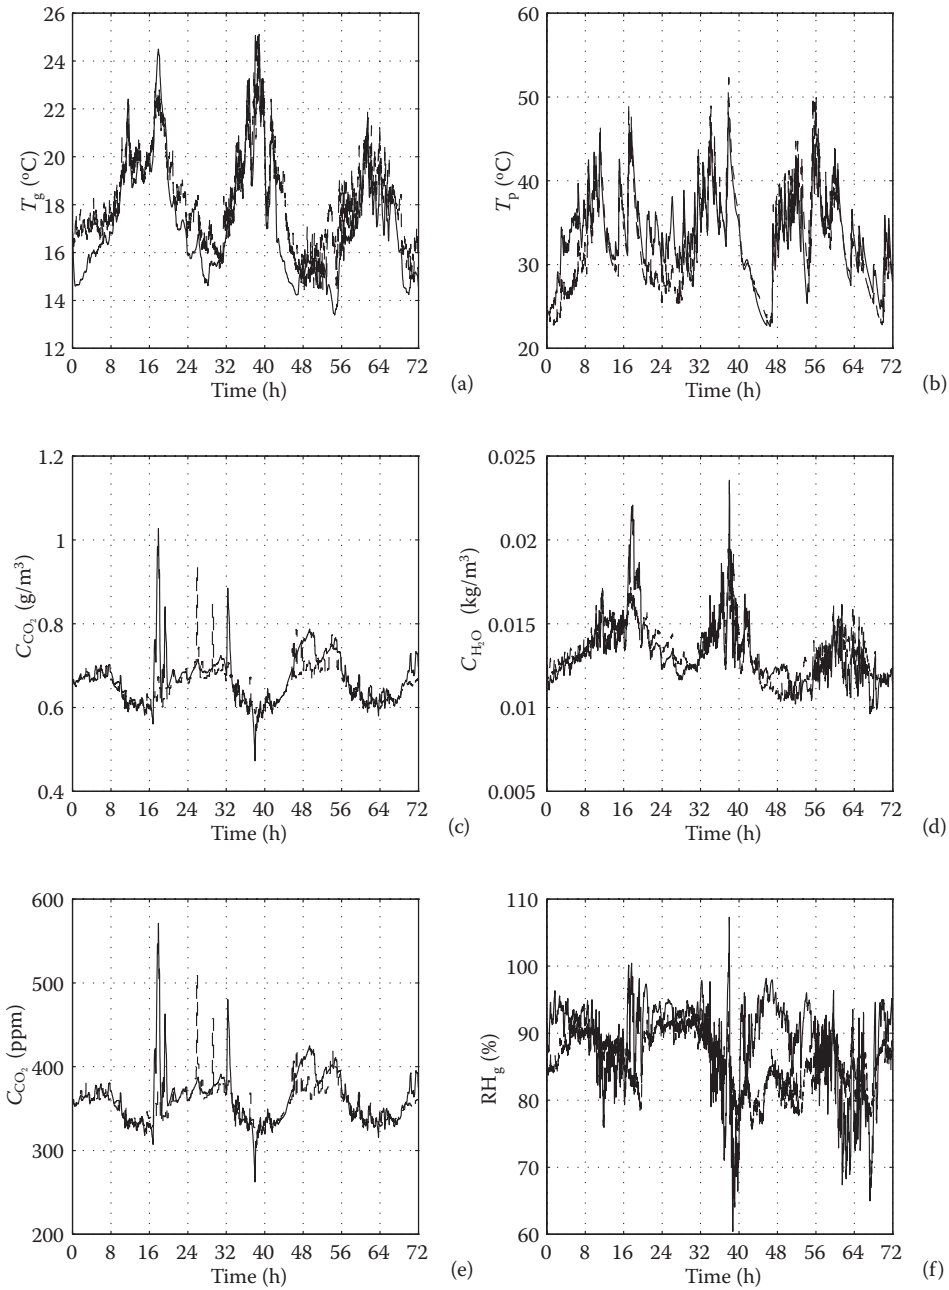 26
24
22
20
18
16
14
12
T_g (°C)
0 8 16 24 32 40 48 56 64 72
Time (h)
(a)
60
50
40
30
20
T_p (°C)
0 8 16 24 32 40 48 56 64 72
Time (h)
(b)
1.2
1
0.8
0.6
0.4
C_CO₂ (g/m³)
0 8 16 24 32 40 48 56 64 72
Time (h)
(c)
0.025
0.02
0.015
0.01
0.005
C_H₂O (kg/m³)
0 8 16 24 32 40 48 56 64 72
Time (h)
(d)
600
500
400
300
200
C_CO₂ (ppm)
0 8 16 24 32 40 48 56 64 72
Time (h)
(e)
110
100
90
80
70
60
RH_g (%)
0 8 16 24 32 40 48 56 64 72
Time (h)
(f)